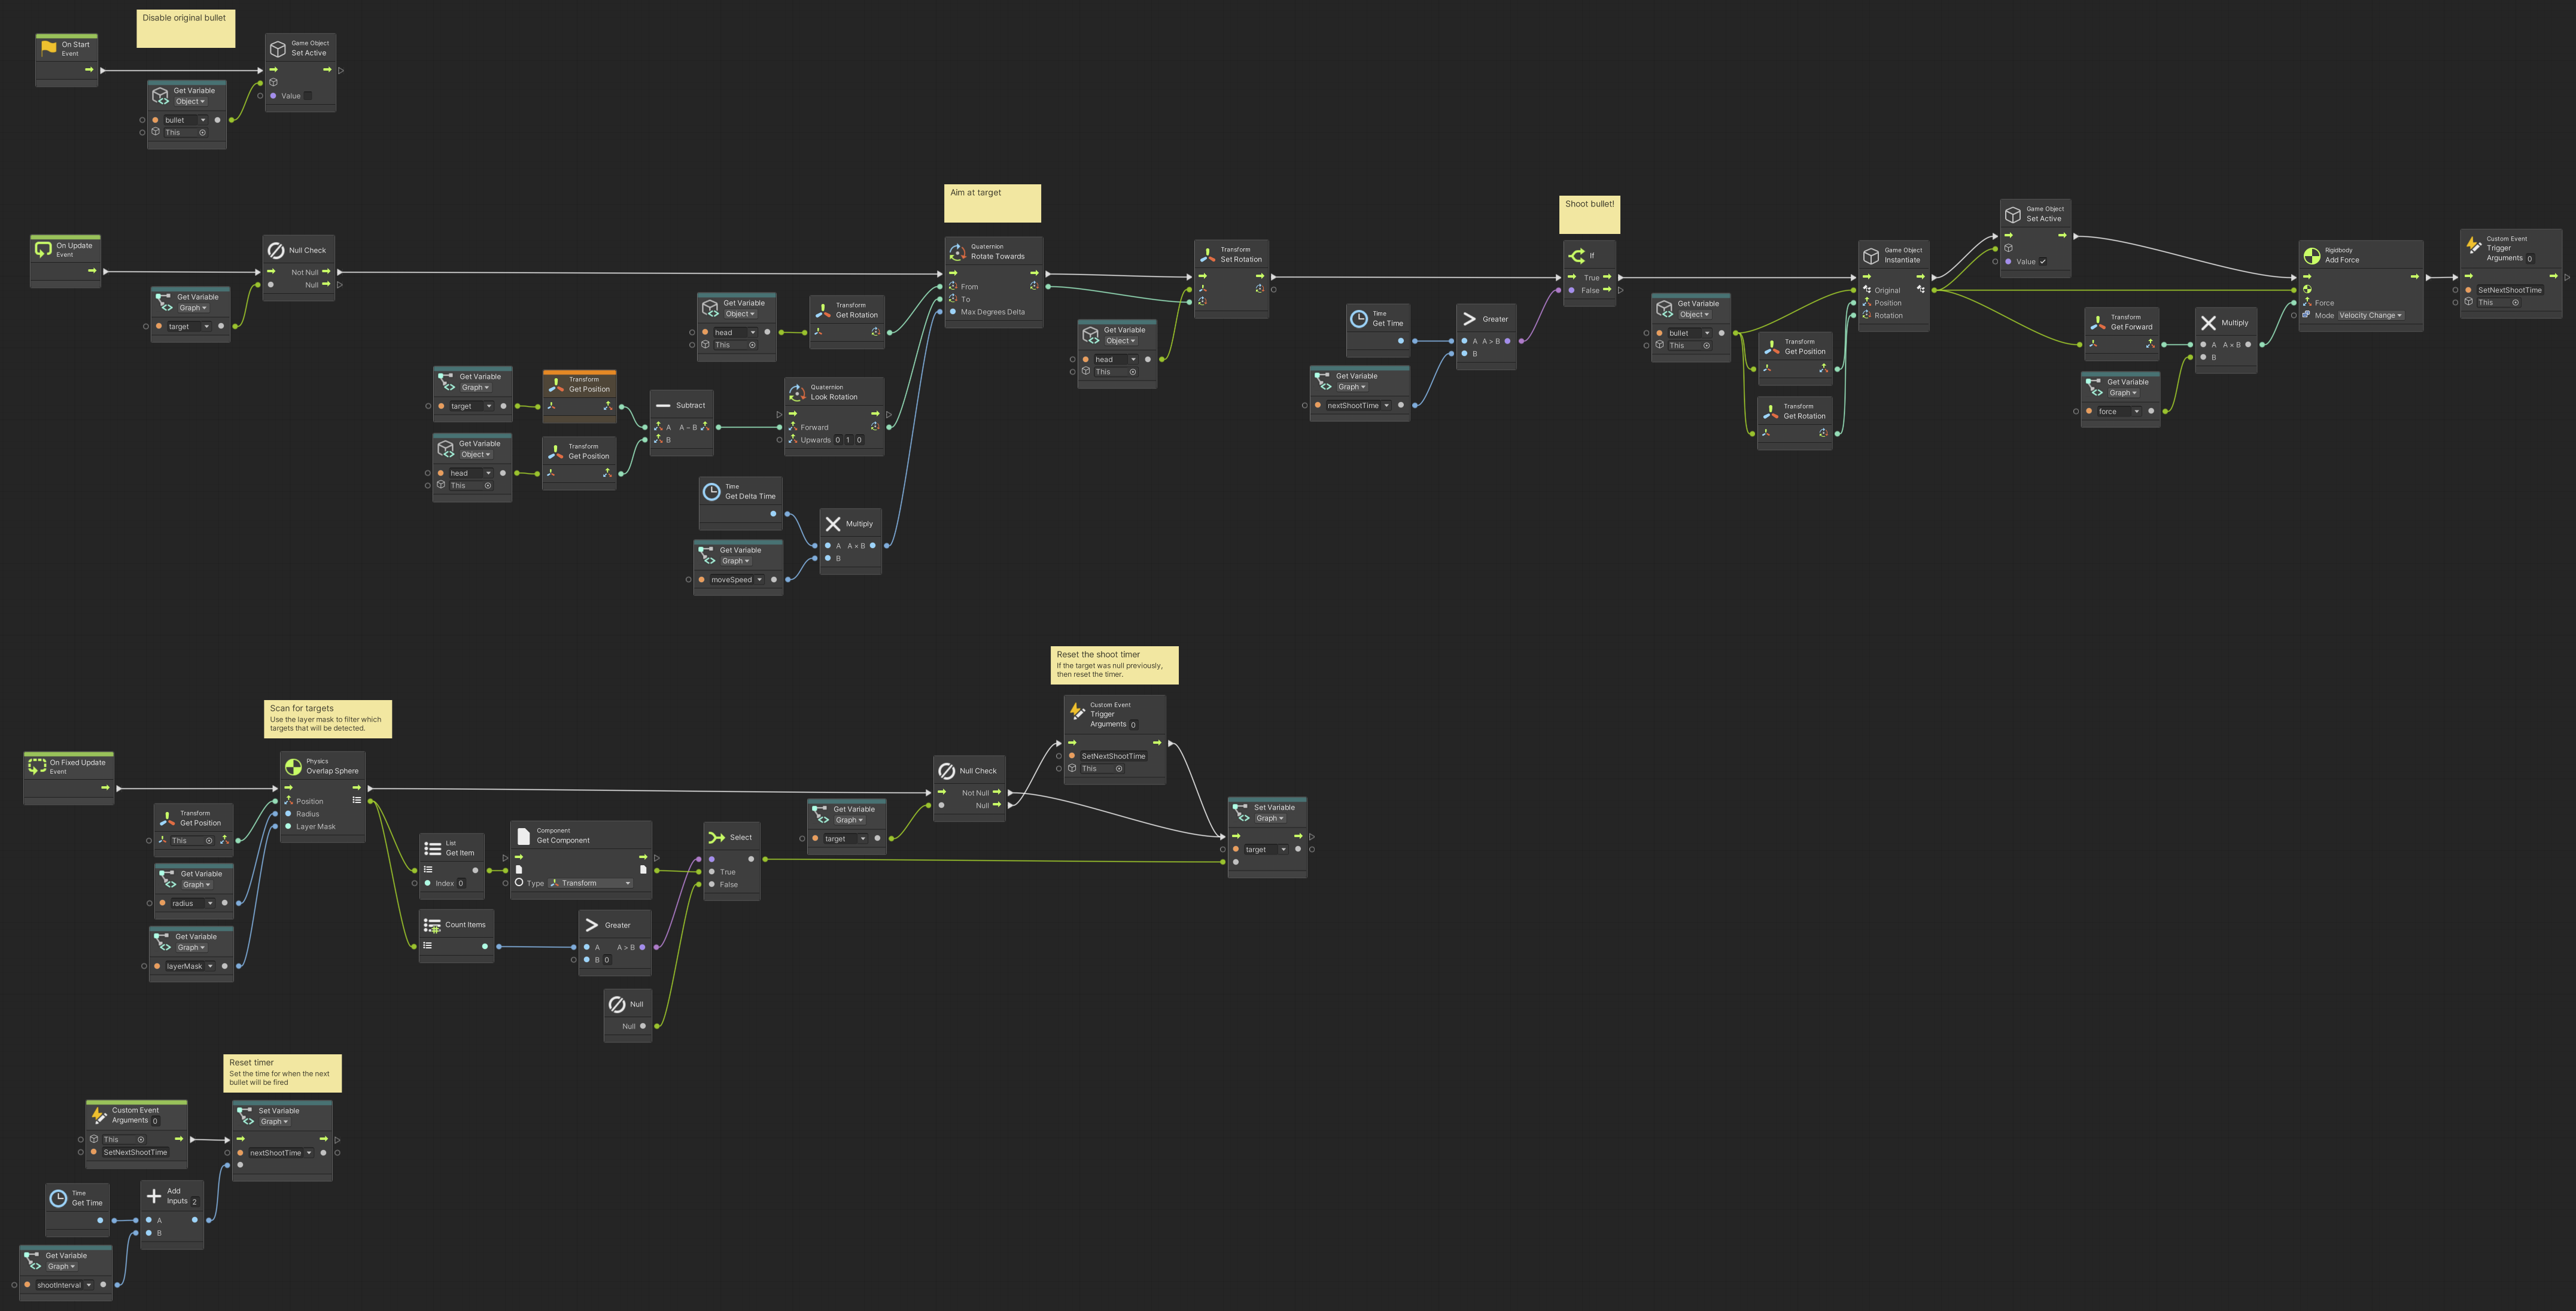 Disable original bullet
On Start
Event
Game Object
Set Active
Value
Get Variable
Object
bullet
This
Aim at target
Shoot bullet!
On Update
Event
Null Check
Not Null
Null
Get Variable
Graph
target
Quaternion
Rotate Towards
From
To
Max Degrees Delta
Transform
Set Rotation
If
True
False
Game Object
Instantiate
Original
Position
Rotation
Game Object
Set Active
Value
Rigidbody
Add Force
Force
Mode Velocity Change
Custom Event
Trigger
Arguments 0
SetNextShootTime
This
Get Variable
Object
head
This
Transform
Get Rotation
Get Variable
Object
head
This
Time
Get Time
Greater
A A > B
B
Get Variable
Graph
nextShootTime
Get Variable
Object
bullet
This
Transform
Get Position
Transform
Get Rotation
Transform
Get Forward
Multiply
A A × B
B
Get Variable
Graph
force
Get Variable
Graph
target
Transform
Get Position
Get Variable
Object
head
This
Transform
Get Position
Subtract
A A − B
B
Quaternion
Look Rotation
Forward
Upwards 0 1 0
Time
Get Delta Time
Get Variable
Graph
moveSpeed
Multiply
A A × B
B
Reset the shoot timer
If the target was null previously,
then reset the timer.
Scan for targets
Use the layer mask to filter which
targets that will be detected.
On Fixed Update
Event
Physics
Overlap Sphere
Position
Radius
Layer Mask
Transform
Get Position
This
Get Variable
Graph
radius
Get Variable
Graph
layerMask
List
Get Item
Index 0
Component
Get Component
Type Transform
Count Items
Greater
A A > B
B 0
Null
Null
Select
True
False
Get Variable
Graph
target
Null Check
Not Null
Null
Custom Event
Trigger
Arguments 0
SetNextShootTime
This
Set Variable
Graph
target
Reset timer
Set the time for when the next
bullet will be fired
Custom Event
Arguments 0
This
SetNextShootTime
Set Variable
Graph
nextShootTime
Time
Get Time
Add
Inputs 2
A
B
Get Variable
Graph
shootInterval